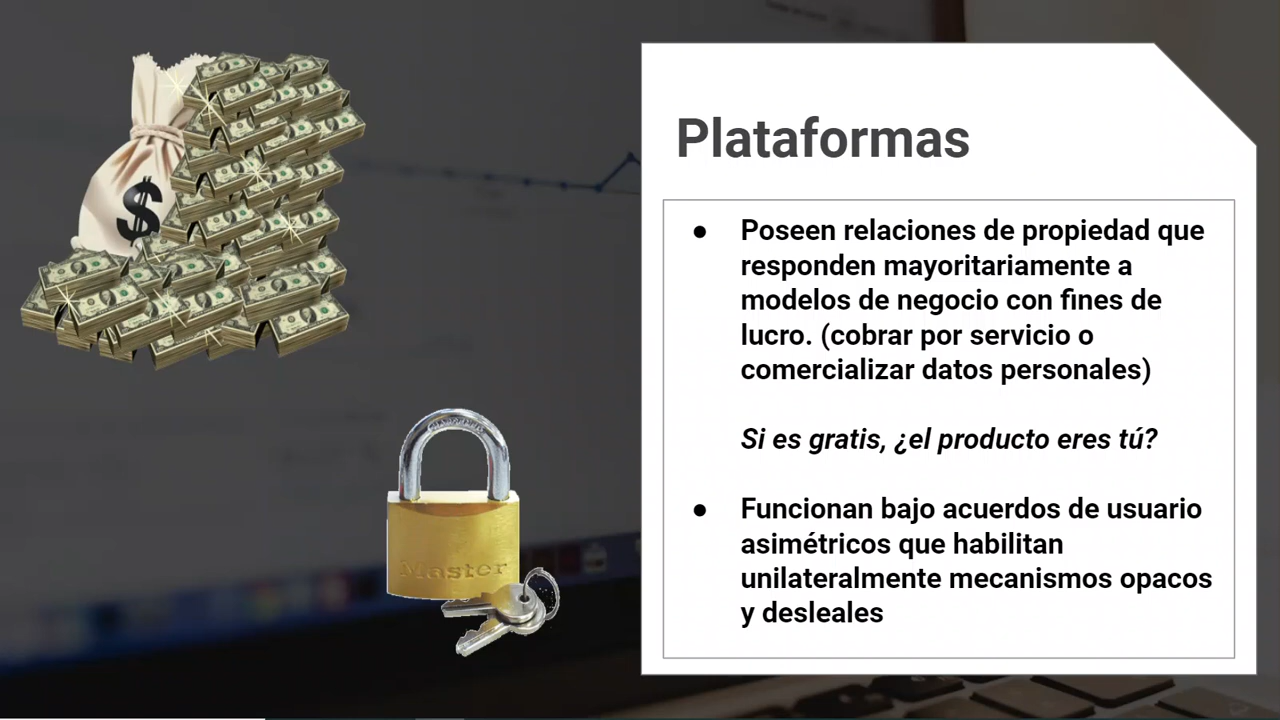 Plataformas
● Poseen relaciones de propiedad que
responden mayoritariamente a
modelos de negocio con fines de
lucro. (cobrar por servicio o
comercializar datos personales)
Si es gratis, ¿el producto eres tú?
● Funcionan bajo acuerdos de usuario
asimétricos que habilitan
unilateralmente mecanismos opacos
y desleales
$
Master